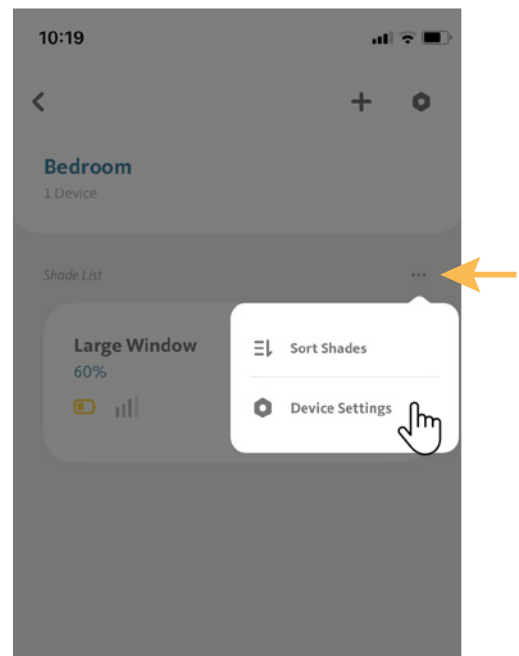 10:19
Bedroom
1 Device
Shade List
Large Window
60%
Sort Shades
Device Settings